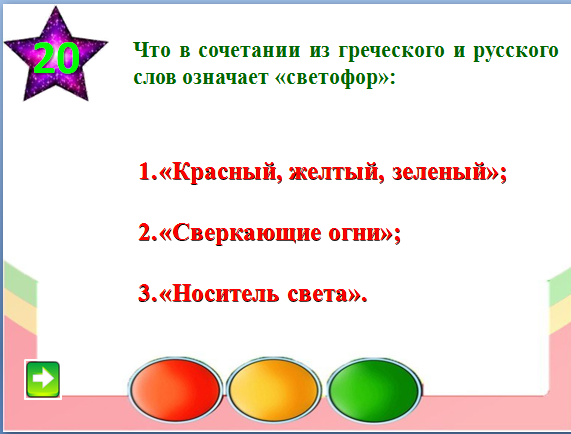 20
Что в сочетании из греческого и русского
слов означает «светофор»:
1.«Красный, желтый, зеленый»;
2.«Сверкающие огни»;
3.«Носитель света».